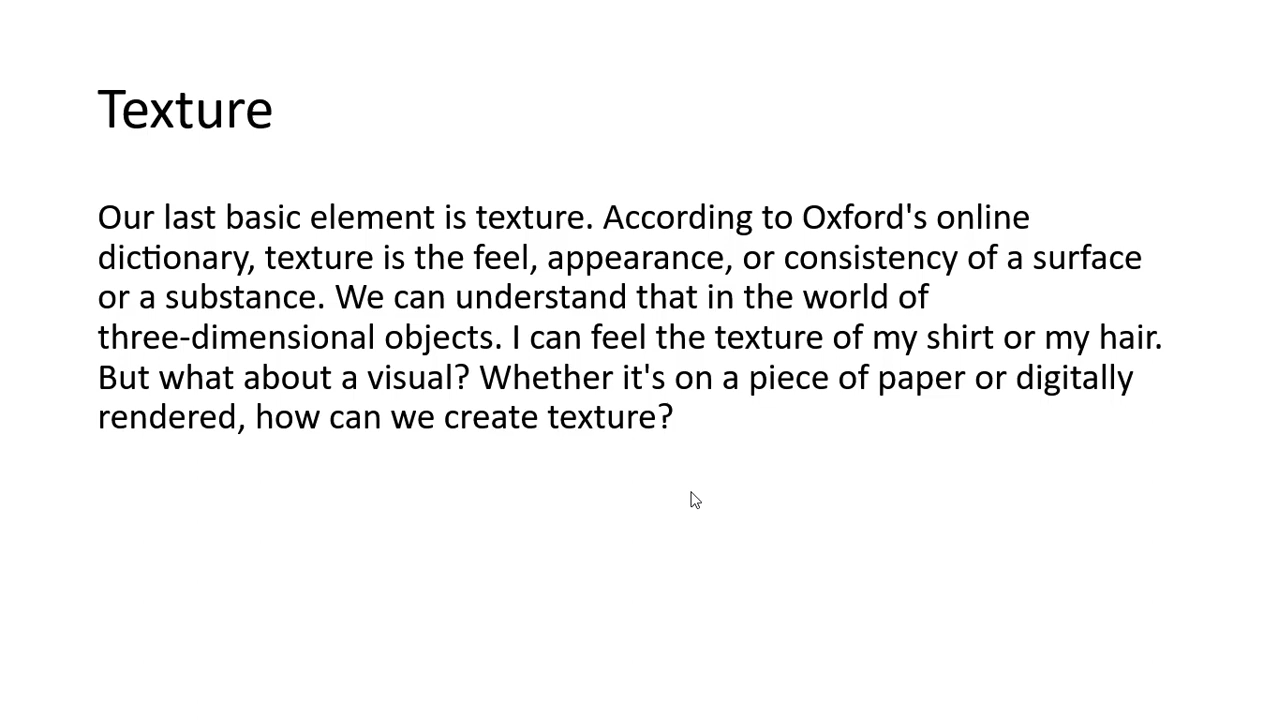 Texture
Our last basic element is texture. According to Oxford's online
dictionary, texture is the feel, appearance, or consistency of a surface
or a substance. We can understand that in the world of
three-dimensional objects. I can feel the texture of my shirt or my hair.
But what about a visual? Whether it's on a piece of paper or digitally
rendered, how can we create texture?